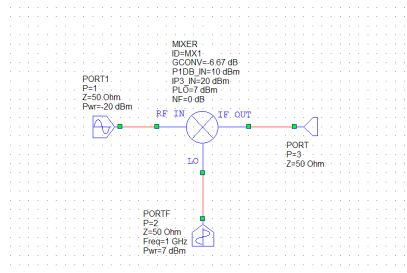 MIXER
ID=MX1
GCONV=-6.67 dB
P1DB_IN=10 dBm
IP3_IN=20 dBm
PLO=7 dBm
NF=0 dB
PORT1
P=1
Z=50 Ohm
Pwr=-20 dBm
RF IN
IF OUT
LO
PORT
P=3
Z=50 Ohm
PORTF
P=2
Z=50 Ohm
Freq=1 GHz
Pwr=7 dBm